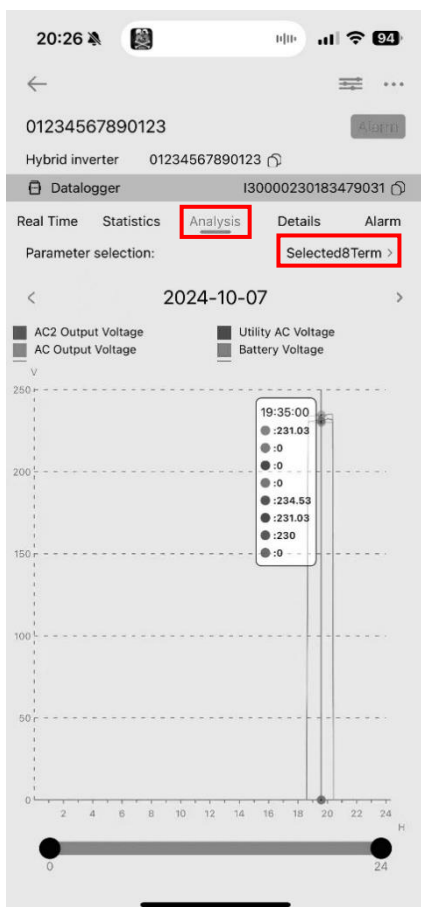 20:26 94
01234567890123 Alarm
Hybrid inverter 01234567890123
Datalogger I30000230183479031
Real Time Statistics Analysis Details Alarm
Parameter selection: Selected8Term >
< 2024-10-07 >
AC2 Output Voltage Utility AC Voltage
AC Output Voltage Battery Voltage
V
250
19:35:00
:231.03
:0
:0
200
:0
:234.53
:231.03
:230
:0
150
100
50
0
2 4 6 8 10 12 14 16 18 20 22 24
H
0 24